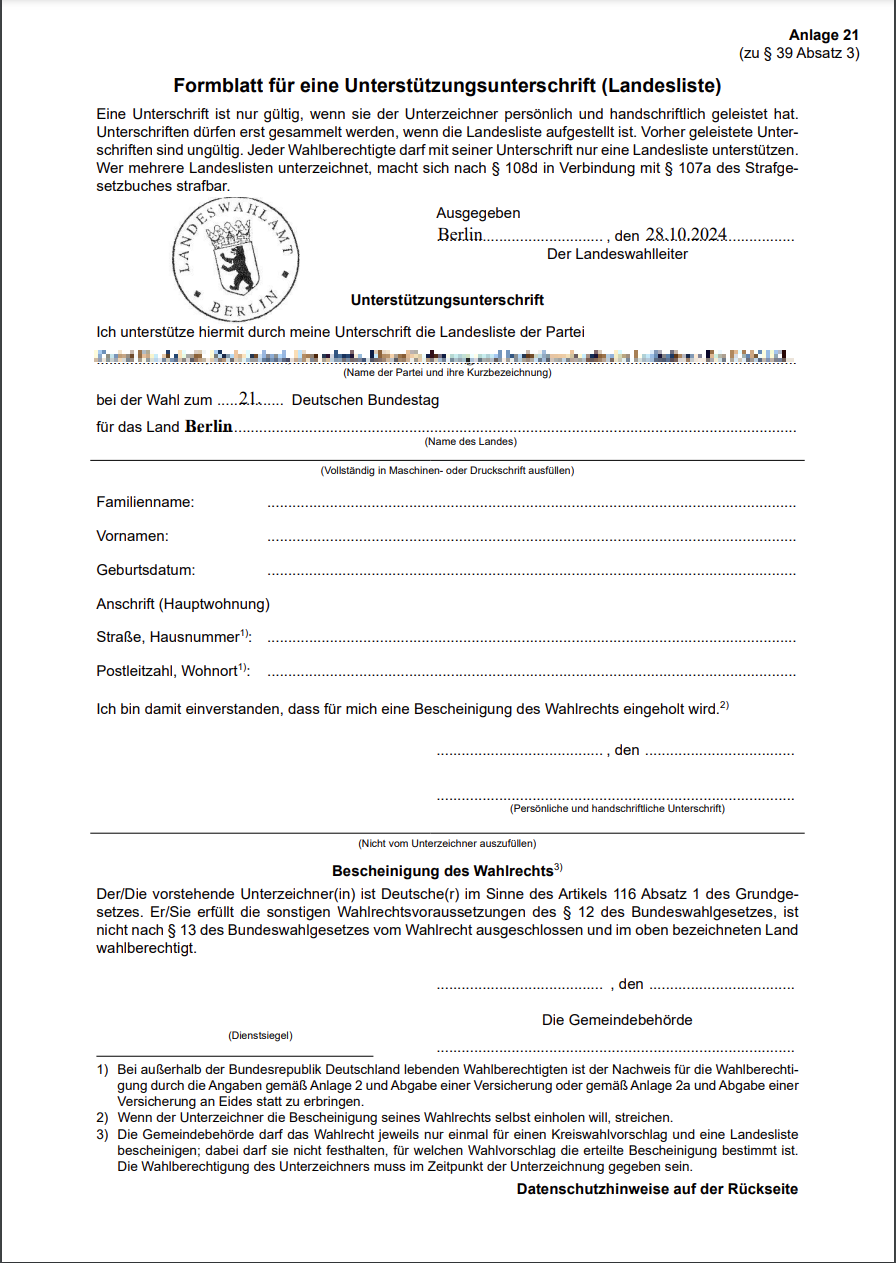 Anlage 21
(zu § 39 Absatz 3)
Formblatt für eine Unterstützungsunterschrift (Landesliste)
Eine Unterschrift ist nur gültig, wenn sie der Unterzeichner persönlich und handschriftlich geleistet hat.
Unterschriften dürfen erst gesammelt werden, wenn die Landesliste aufgestellt ist. Vorher geleistete Unter-
schriften sind ungültig. Jeder Wahlberechtigte darf mit seiner Unterschrift nur eine Landesliste unterstützen.
Wer mehrere Landeslisten unterzeichnet, macht sich nach § 108d in Verbindung mit § 107a des Strafge-
setzbuches strafbar.
LANDESWAHLAMT
BERLIN
Ausgegeben
Berlin, den 28.10.2024
Der Landeswahlleiter
Unterstützungsunterschrift
Ich unterstütze hiermit durch meine Unterschrift die Landesliste der Partei
(Name der Partei und ihre Kurzbezeichnung)
bei der Wahl zum 21. Deutschen Bundestag
für das Land Berlin
(Name des Landes)
(Vollständig in Maschinen- oder Druckschrift ausfüllen)
Familienname:
Vornamen:
Geburtsdatum:
Anschrift (Hauptwohnung)
Straße, Hausnummer1):
Postleitzahl, Wohnort1):
Ich bin damit einverstanden, dass für mich eine Bescheinigung des Wahlrechts eingeholt wird.2)
, den
(Persönliche und handschriftliche Unterschrift)
(Nicht vom Unterzeichner auszufüllen)
Bescheinigung des Wahlrechts3)
Der/Die vorstehende Unterzeichner(in) ist Deutsche(r) im Sinne des Artikels 116 Absatz 1 des Grundge-
setzes. Er/Sie erfüllt die sonstigen Wahlrechtsvoraussetzungen des § 12 des Bundeswahlgesetzes, ist
nicht nach § 13 des Bundeswahlgesetzes vom Wahlrecht ausgeschlossen und im oben bezeichneten Land
wahlberechtigt.
, den
Die Gemeindebehörde
(Dienstsiegel)
1) Bei außerhalb der Bundesrepublik Deutschland lebenden Wahlberechtigten ist der Nachweis für die Wahlberechti-
gung durch die Angaben gemäß Anlage 2 und Abgabe einer Versicherung oder gemäß Anlage 2a und Abgabe einer
Versicherung an Eides statt zu erbringen.
2) Wenn der Unterzeichner die Bescheinigung seines Wahlrechts selbst einholen will, streichen.
3) Die Gemeindebehörde darf das Wahlrecht jeweils nur einmal für einen Kreiswahlvorschlag und eine Landesliste
bescheinigen; dabei darf sie nicht festhalten, für welchen Wahlvorschlag die erteilte Bescheinigung bestimmt ist.
Die Wahlberechtigung des Unterzeichners muss im Zeitpunkt der Unterzeichnung gegeben sein.
Datenschutzhinweise auf der Rückseite